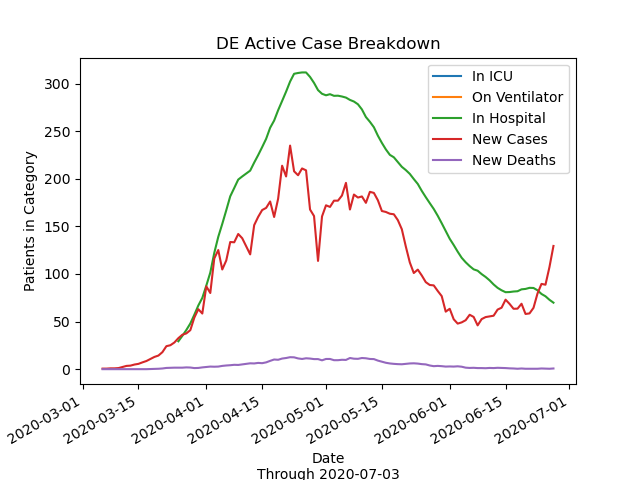 DE Active Case Breakdown
Patients in Category
300
250
200
150
100
50
0
In ICU
On Ventilator
In Hospital
New Cases
New Deaths
2020-03-01
2020-03-15
2020-04-01
2020-04-15
2020-05-01
2020-05-15
2020-06-01
2020-06-15
2020-07-01
Date
Through 2020-07-03